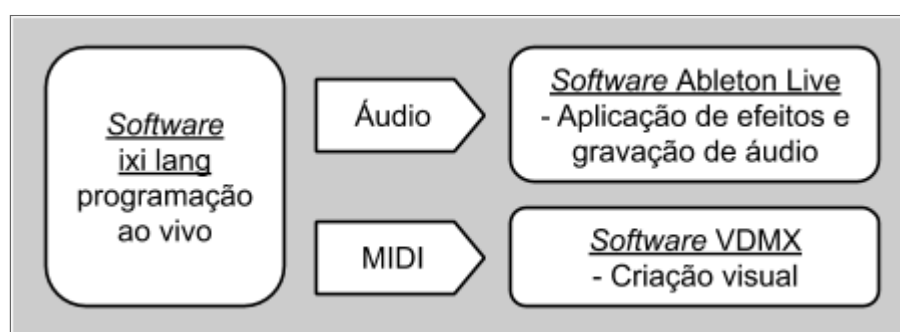 Software
ixi lang
programação
ao vivo
Áudio
Software Ableton Live
- Aplicação de efeitos e
gravação de áudio
MIDI
Software VDMX
- Criação visual